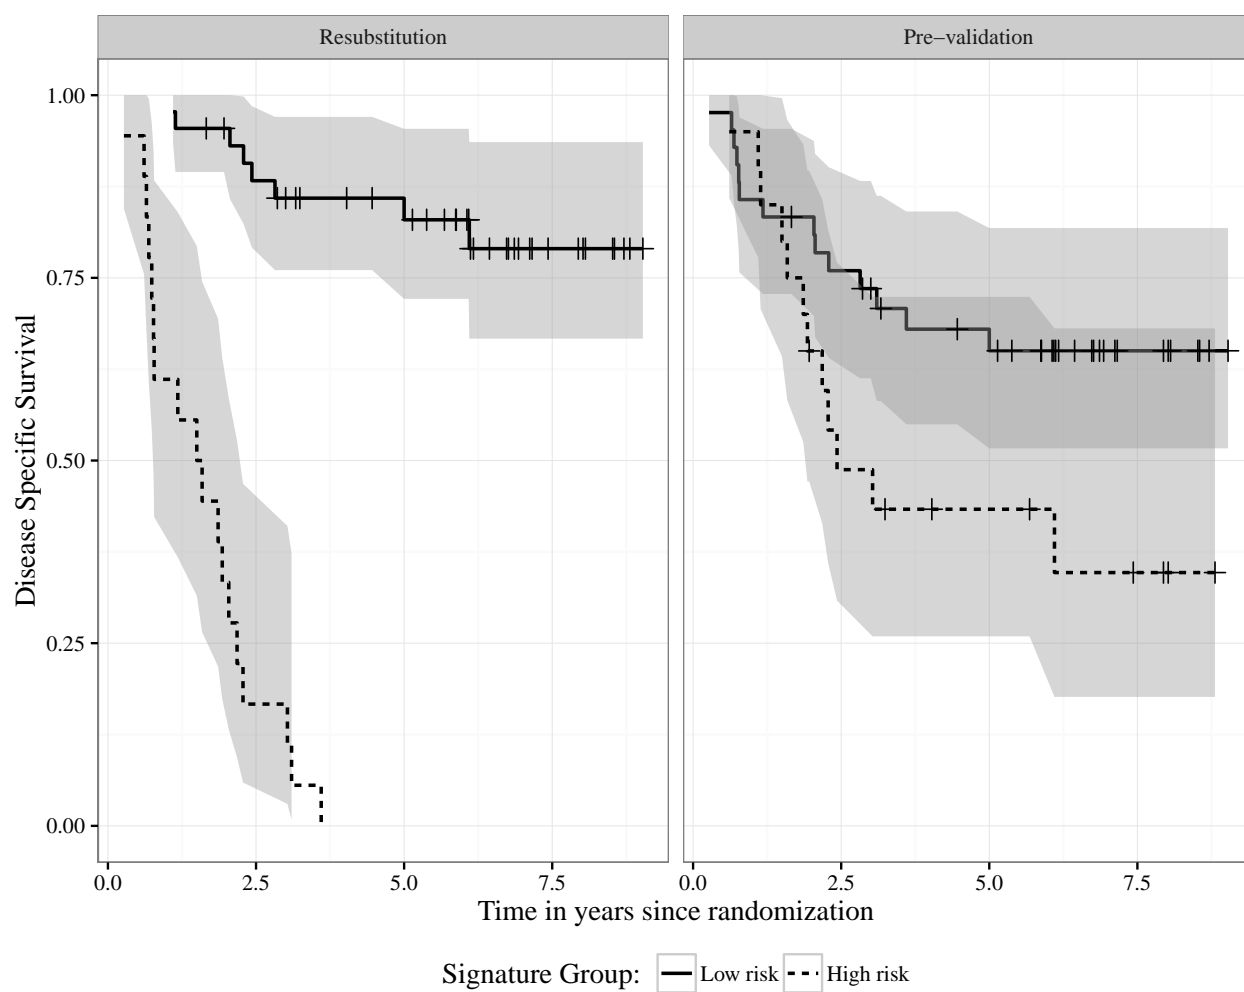 Resubstitution
Pre−validation
Disease Specific Survival
1.00
0.75
0.50
0.25
0.00
0.0 2.5 5.0 7.5
0.0 2.5 5.0 7.5
Time in years since randomization
Signature Group: Low risk High risk